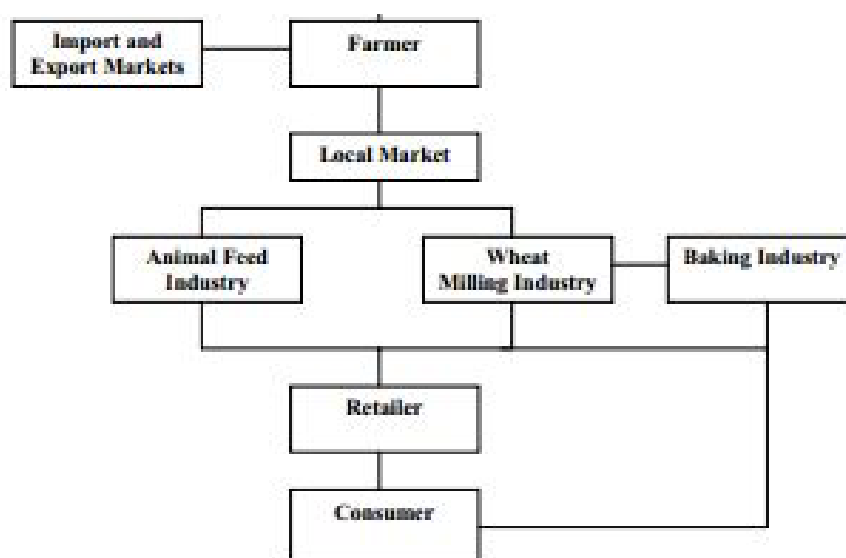 Import and
Export Markets
Farmer
Local Market
Animal Feed
Industry
Wheat
Milling Industry
Baking Industry
Retailer
Consumer